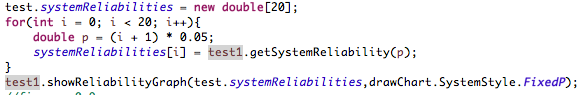 test.systemReliabilities = new double[20];
for(int i = 0; i < 20; i++){
double p = (i + 1) * 0.05;
systemReliabilities[i] = test1.getSystemReliability(p);
}
test1.showReliabilityGraph(test.systemReliabilities,drawChart.SystemStyle.FixedP);